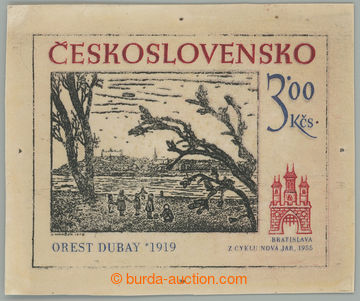 ČESKOSLOVENSKO
3'00
Kčs·
BRATISLAVA
OREST DUBAY *1919
Z CYKLU NOVÁ JAR, 1955
© burda-auction.com